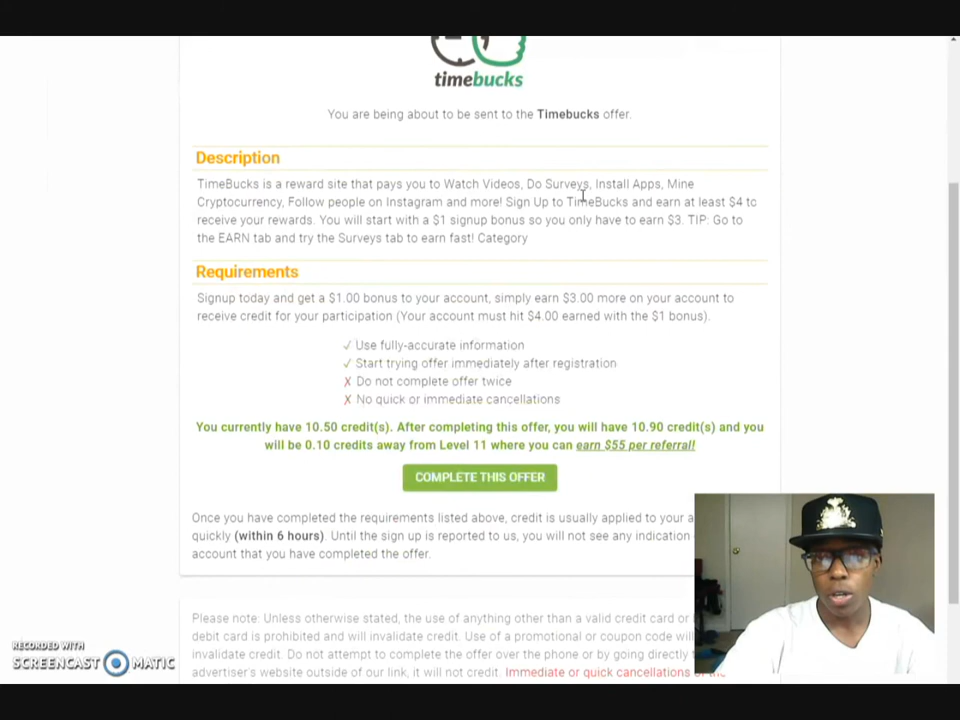 timebucks
You are being about to be sent to the Timebucks offer.
Description
TimeBucks is a reward site that pays you to Watch Videos, Do Surveys, Install Apps, Mine
Cryptocurrency, Follow people on Instagram and more! Sign Up to TimeBucks and earn at least $4 to
receive your rewards. You will start with a $1 signup bonus so you only have to earn $3. TIP: Go to
the EARN tab and try the Surveys tab to earn fast! Category
Requirements
Signup today and get a $1.00 bonus to your account, simply earn $3.00 more on your account to
receive credit for your participation (Your account must hit $4.00 earned with the $1 bonus).
✓ Use fully-accurate information
✓ Start trying offer immediately after registration
✗ Do not complete offer twice
✗ No quick or immediate cancellations
You currently have 10.50 credit(s). After completing this offer, you will have 10.90 credit(s) and you
will be 0.10 credits away from Level 11 where you can earn $55 per referral!
COMPLETE THIS OFFER
Once you have completed the requirements listed above, credit is usually applied to your a
quickly (within 6 hours). Until the sign up is reported to us, you will not see any indication
account that you have completed the offer.
Please note: Unless otherwise stated, the use of anything other than a valid credit card or
debit card is prohibited and will invalidate credit. Use of a promotional or coupon code will
invalidate credit. Do not attempt to complete the offer over the phone or by going directly
advertiser's website outside of our link, it will not credit. Immediate or quick cancellations
RECORDED WITH
SCREENCAST MATIC